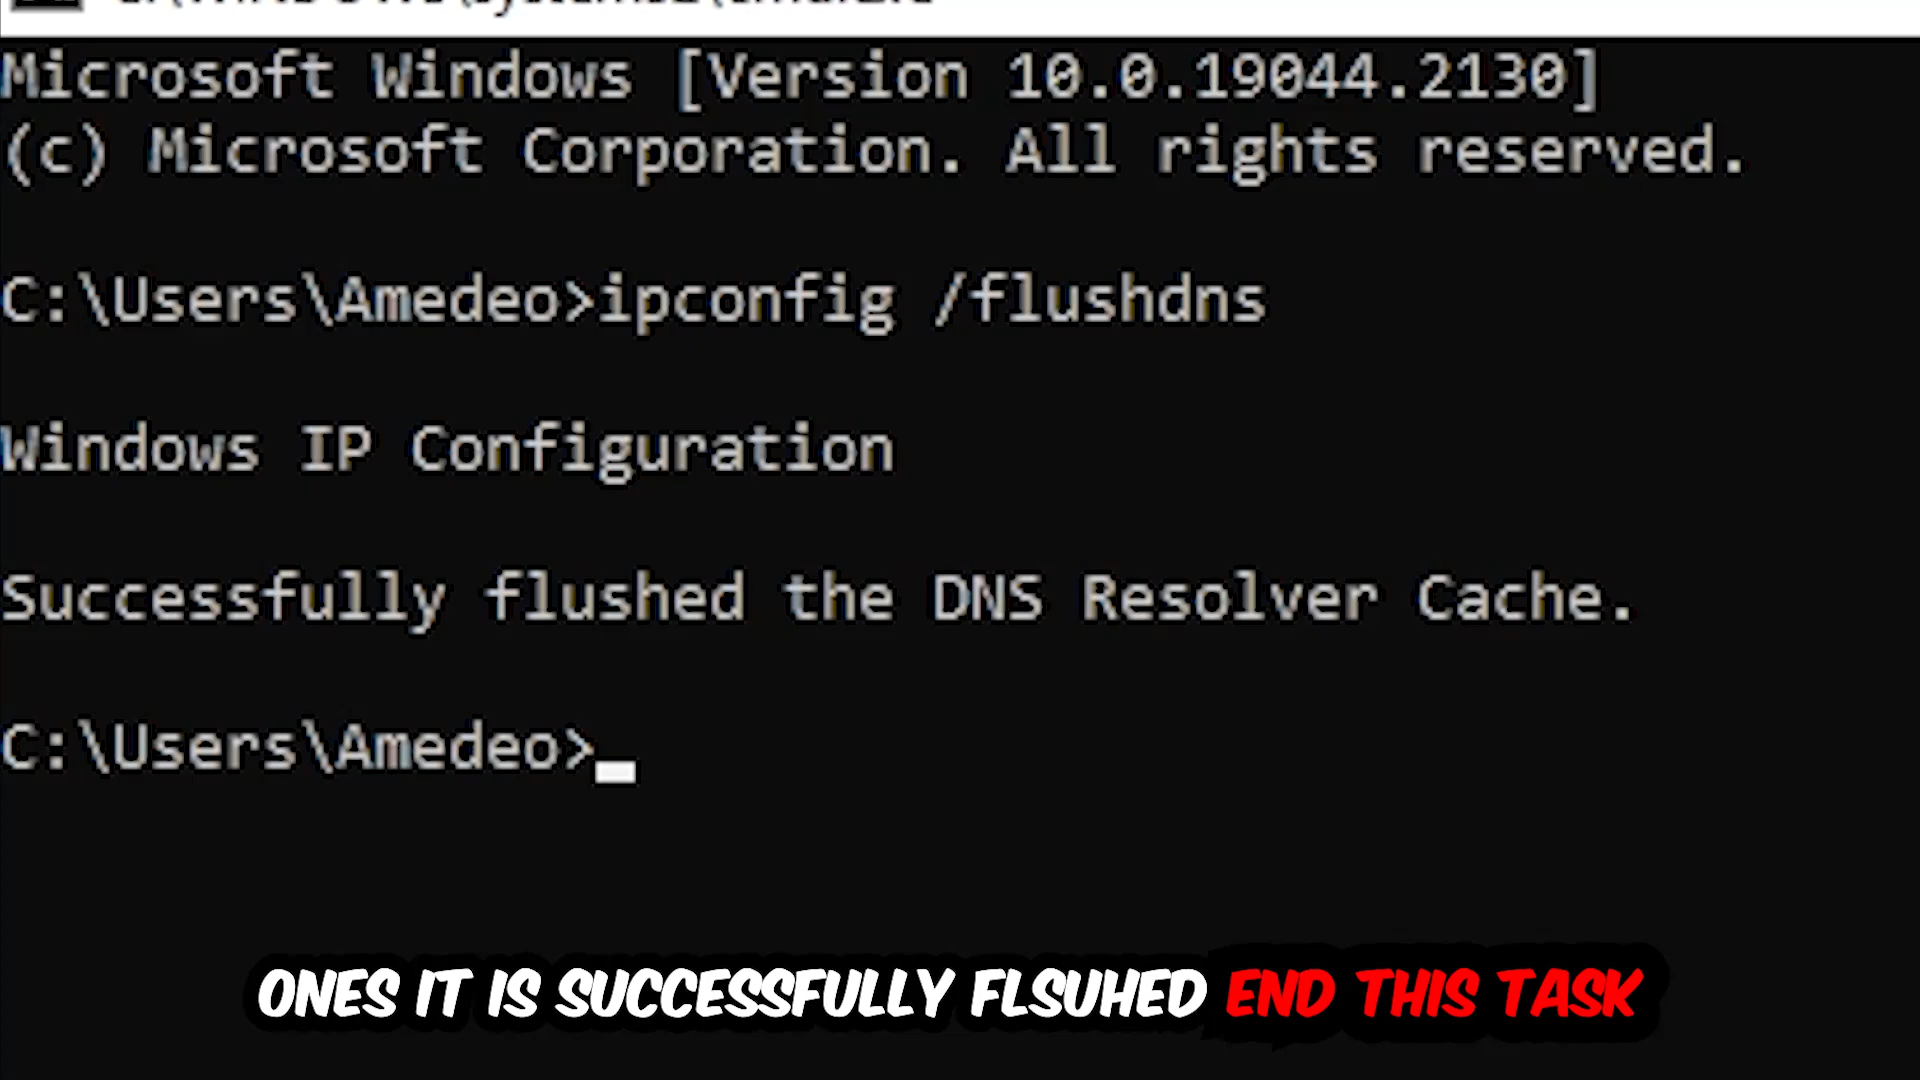 Microsoft Windows [Version 10.0.19044.2130]
(c) Microsoft Corporation. All rights reserved.
C:\Users\Amedeo>ipconfig /flushdns
Windows IP Configuration
Successfully flushed the DNS Resolver Cache.
C:\Users\Amedeo>
ONES IT IS SUCCESSFULLY FLSUHED END THIS TASK